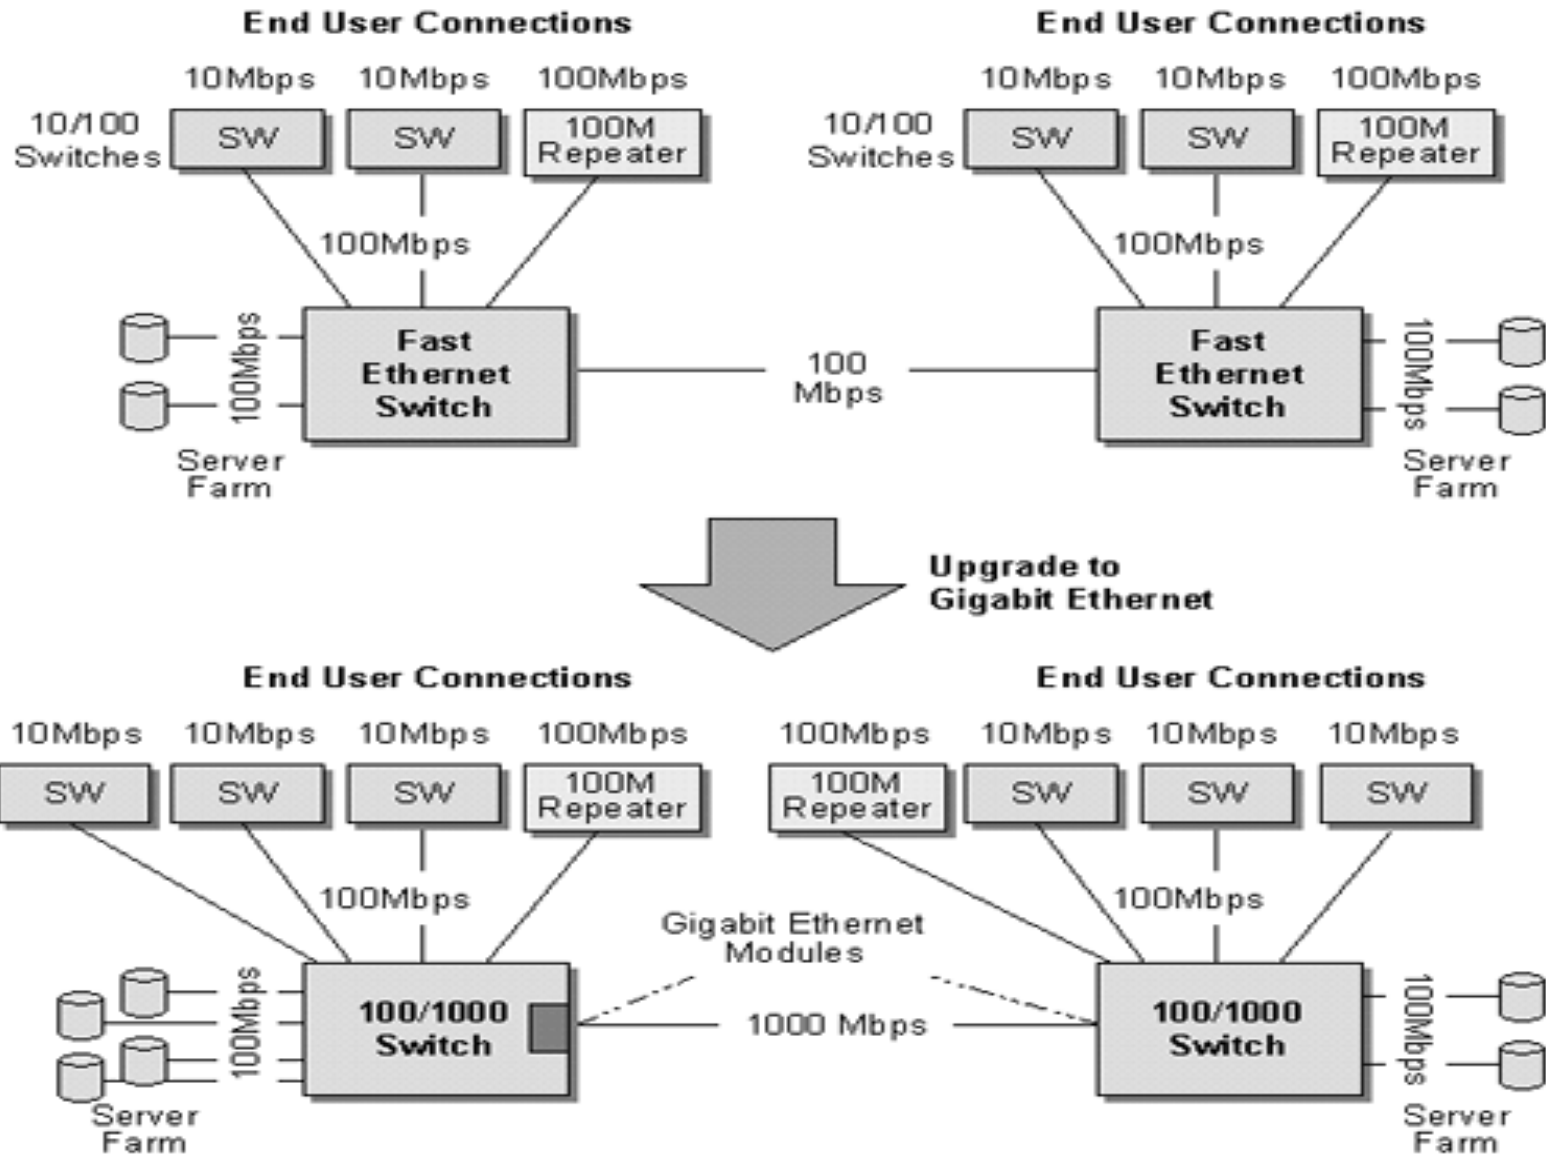 End User Connections
End User Connections
10Mbps 10Mbps 100Mbps
10Mbps 10Mbps 100Mbps
10/100
Switches
SW
SW
100M
Repeater
10/100
Switches
SW
SW
100M
Repeater
100Mbps
100Mbps
100Mbps
Fast
Ethernet
Switch
100
Mbps
Fast
Ethernet
Switch
100Mbps
Server
Farm
Server
Farm
Upgrade to
Gigabit Ethernet
End User Connections
End User Connections
10Mbps 10Mbps 10Mbps 100Mbps
100Mbps 10Mbps 10Mbps 10Mbps
SW
SW
SW
100M
Repeater
100M
Repeater
SW
SW
SW
100Mbps
Gigabit Ethernet
Modules
100Mbps
100Mbps
100/1000
Switch
1000 Mbps
100/1000
Switch
100Mbps
Server
Farm
Server
Farm